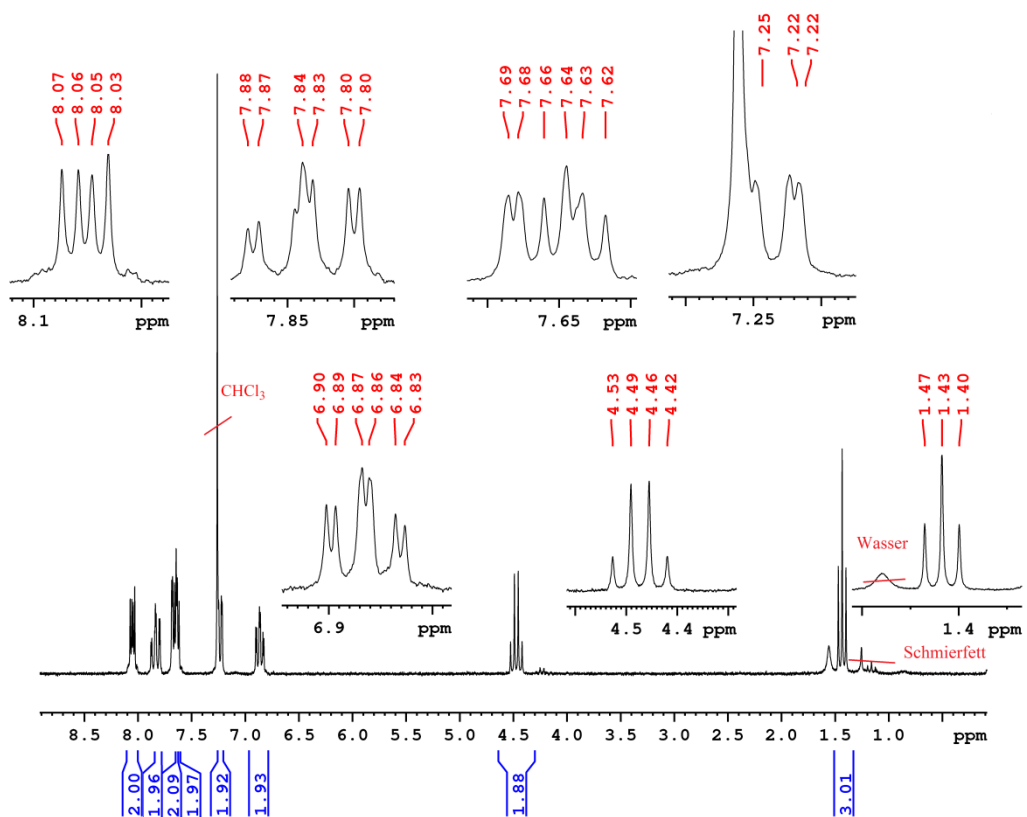 8.07 8.06 8.05 8.03
7.88 7.87 7.84 7.83 7.80 7.80
7.69 7.68 7.66 7.64 7.63 7.62
7.25 7.22 7.22
8.1 ppm
7.85 ppm
7.65 ppm
7.25 ppm
CHCl3
6.90 6.89 6.87 6.86 6.84 6.83
4.53 4.49 4.46 4.42
1.47 1.43 1.40
Wasser
6.9 ppm
4.5 4.4 ppm
1.4 ppm
Schmierfett
8.5 8.0 7.5 7.0 6.5 6.0 5.5 5.0 4.5 4.0 3.5 3.0 2.5 2.0 1.5 1.0 ppm
2.00 1.96 2.09 1.97 1.92 1.93 1.88 3.01